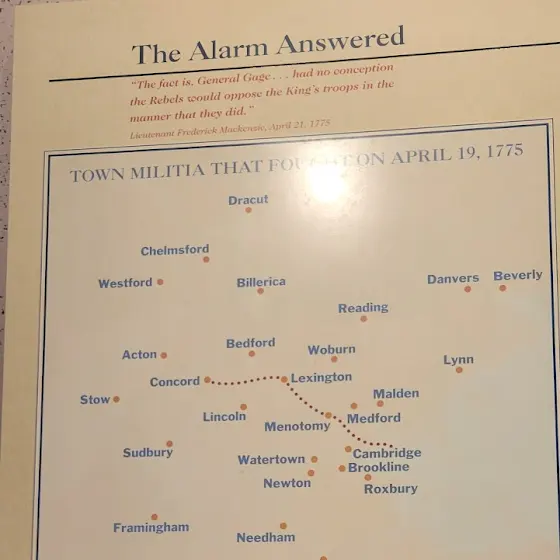 The Alarm Answered
"The fact is, General Gage . . . had no conception
the Rebels would oppose the King's troops in the
manner that they did."
Lieutenant Frederick Mackenzie, April 21, 1775
TOWN MILITIA THAT FOUGHT ON APRIL 19, 1775
Dracut
Chelmsford
Westford
Billerica
Danvers
Beverly
Reading
Bedford
Woburn
Acton
Lynn
Concord
Lexington
Stow
Malden
Lincoln
Medford
Menotomy
Sudbury
Cambridge
Watertown
Brookline
Newton
Roxbury
Framingham
Needham